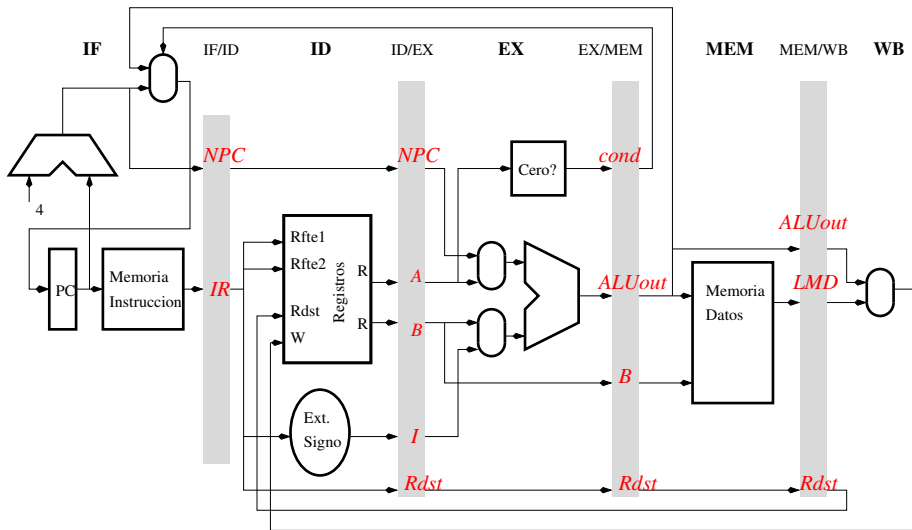 IF
IF/ID
ID
ID/EX
EX
EX/MEM
MEM
MEM/WB
WB
NPC
NPC
Cero?
cond
4
PC
Memoria
Instruccion
IR
Rfte1
Rfte2
Rdst
W
Registros
R
R
A
B
ALUout
B
Memoria
Datos
ALUout
LMD
Ext.
Signo
I
Rdst
Rdst
Rdst